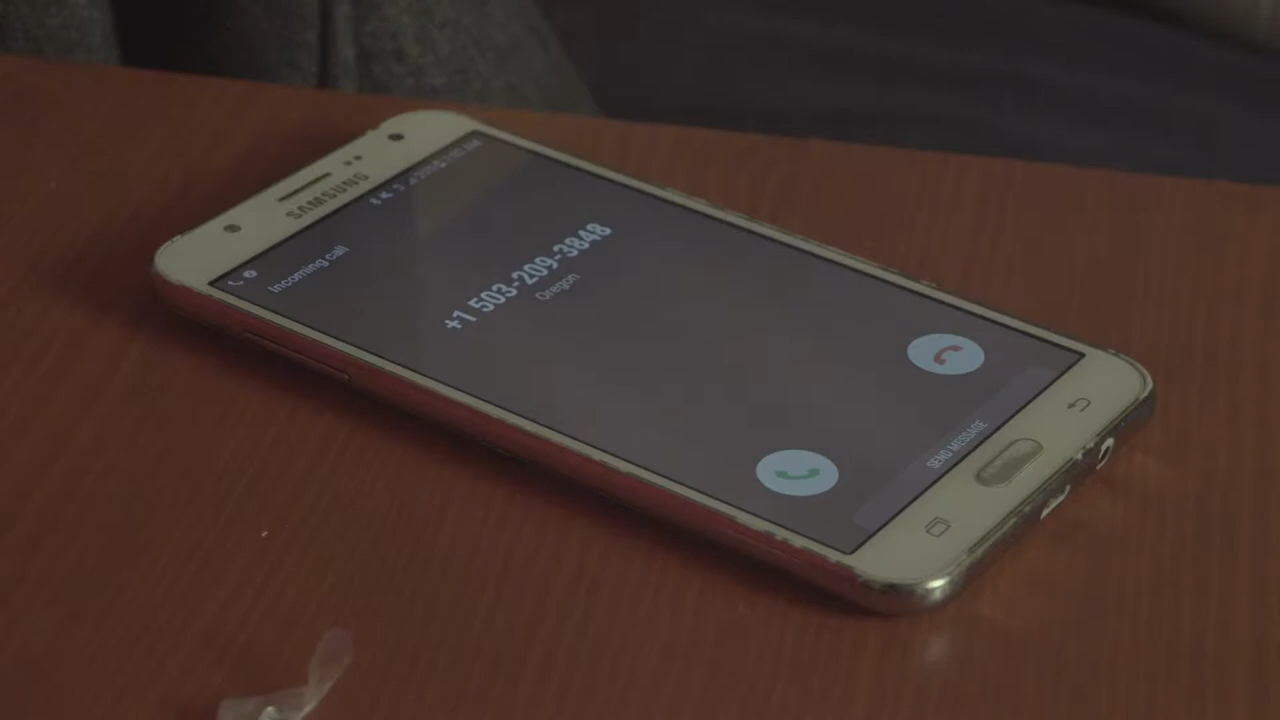 SAMSUNG
Incoming call
+1 503-209-3848
Oregon
SEND MESSAGE